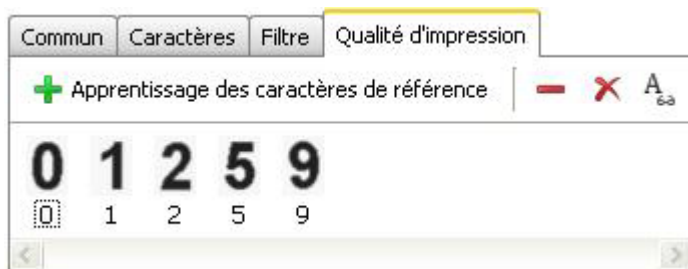 Commun Caractères Filtre Qualité d'impression
Apprentissage des caractères de référence A6a
0 1 2 5 9
0 1 2 5 9